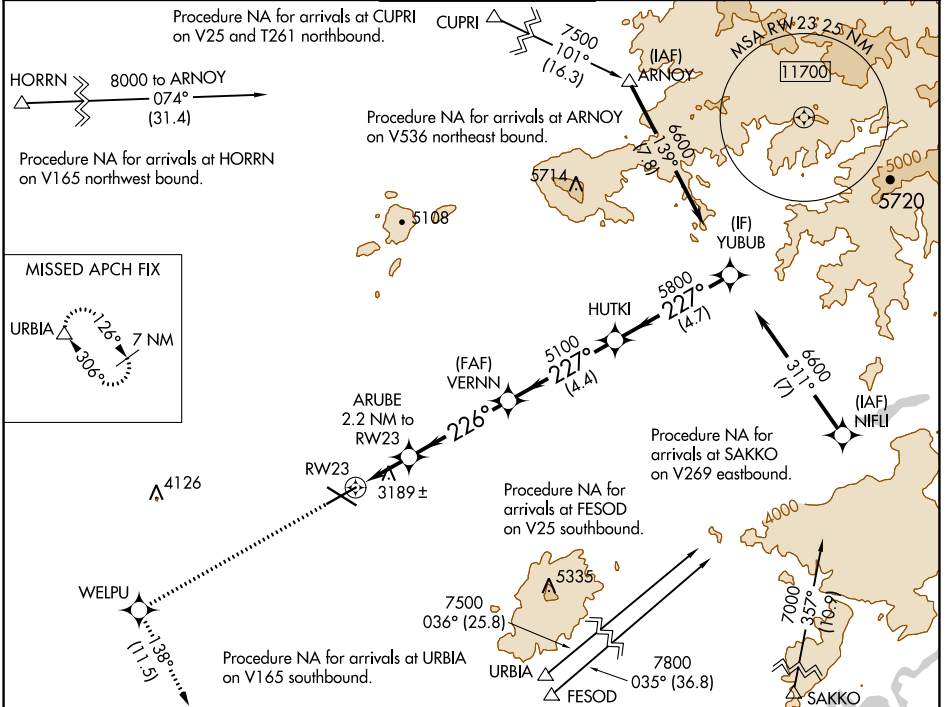 Procedure NA for arrivals at CUPRI
on V25 and T261 northbound.
CUPRI
7500
101°
(16.3)
(IAF)
ARNOY
MSA RW 23 25 NM
11700
HORRN
8000 to ARNOY
074°
(31.4)
Procedure NA for arrivals at ARNOY
on V536 northeast bound.
6600
139°
(7.8)
Procedure NA for arrivals at HORRN
on V165 northwest bound.
5714
5000
5720
5108
(IF)
YUBUB
MISSED APCH FIX
URBIA
126°
7 NM
306°
HUTKI
5800
227°
(4.7)
5100
227°
(4.4)
(FAF)
VERNN
6600
311°
(7)
(IAF)
NIFLI
ARUBE
2.2 NM to
RW23
226°
RW23
3189 ±
Procedure NA for
arrivals at SAKKO
on V269 eastbound.
4126
Procedure NA for
arrivals at FESOD
on V25 southbound.
4000
WELPU
5335
7500
036° (25.8)
7000
357°
(10.9)
138°
(11.5)
Procedure NA for arrivals at URBIA
on V165 southbound.
URBIA
7800
035° (36.8)
FESOD
SAKKO